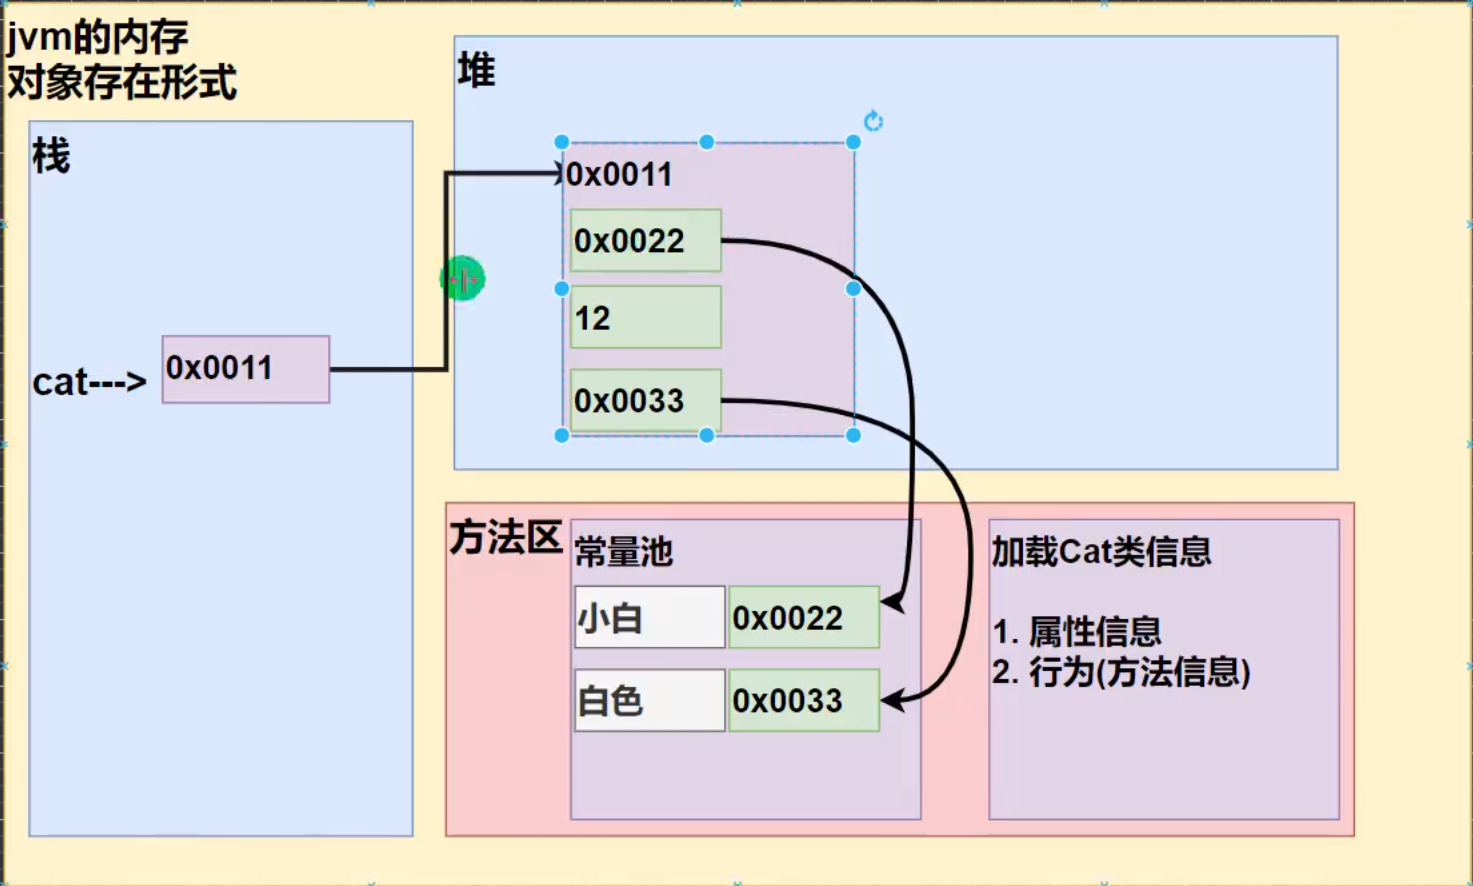 jvm的内存
对象存在形式
栈
cat--->
0x0011
堆
0x0011
0x0022
12
0x0033
方法区
常量池
小白
0x0022
白色
0x0033
加载Cat类信息
1. 属性信息
2. 行为(方法信息)